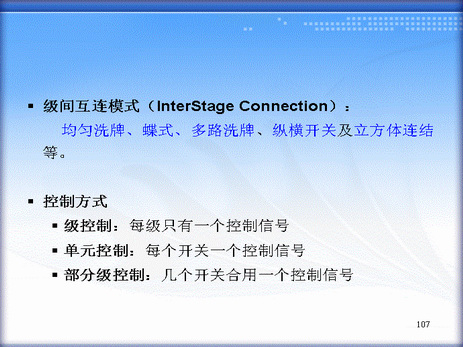 ▪ 级间互连模式（InterStage Connection）：
均匀洗牌、蝶式、多路洗牌、纵横开关及立方体连结
等。
▪ 控制方式
▪ 级控制：每级只有一个控制信号
▪ 单元控制：每个开关一个控制信号
▪ 部分级控制：几个开关合用一个控制信号
107